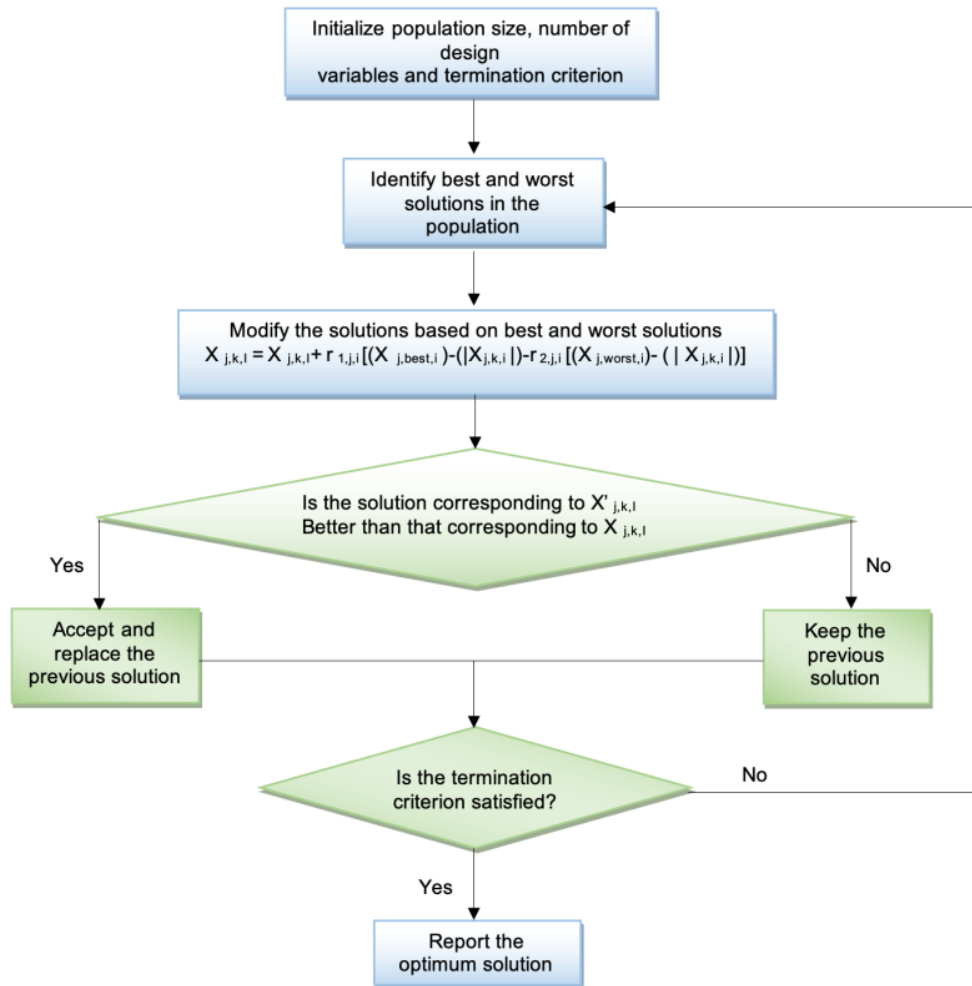 Initialize population size, number of
design
variables and termination criterion
Identify best and worst
solutions in the
population
Modify the solutions based on best and worst solutions
X j,k,I = X j,k,I+ r 1,j,i [(X j,best,i )-(|Xj,k,i |)-r2,j,i [(X j,worst,i)- ( | Xj,k,i |)]
Is the solution corresponding to X' j,k,I
Better than that corresponding to X j,k,I
Yes
No
Accept and
replace the
previous solution
Keep the
previous
solution
Is the termination
criterion satisfied?
No
Yes
Report the
optimum solution